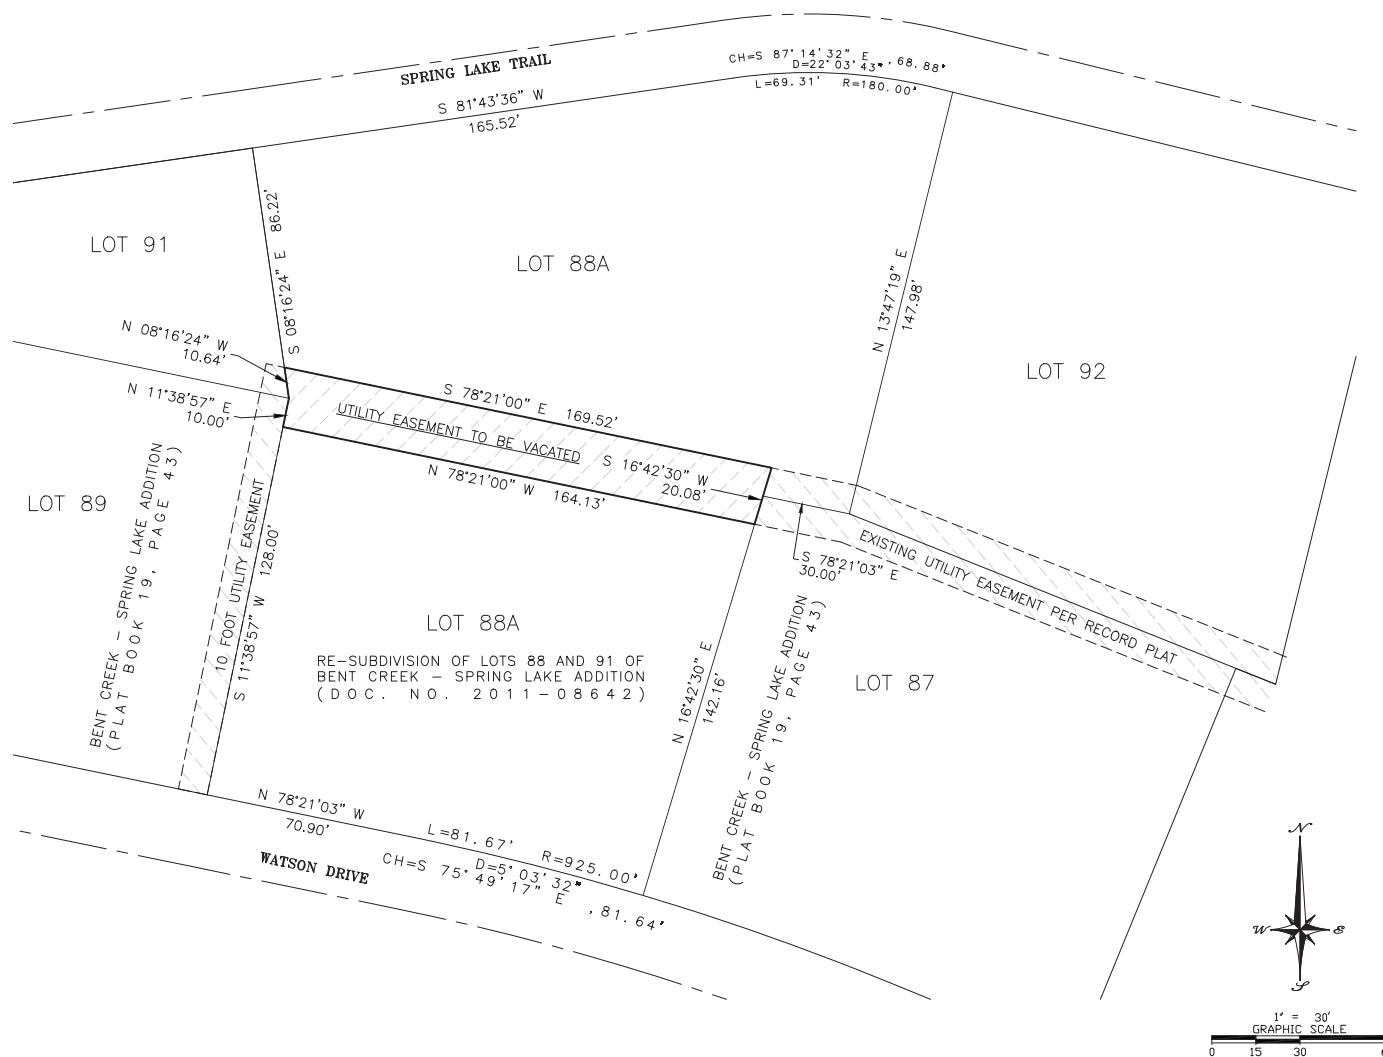 SPRING LAKE TRAIL
S 81°43'36" W
165.52'
CH=S 87°14'32" E, 68.88'
D=22°03'43"
L=69.31' R=180.00'
LOT 91
S 08°16'24" E 86.22'
LOT 88A
N 13°47'19" E
147.98'
LOT 92
N 08°16'24" W
10.64'
N 11°38'57" E
10.00'
S 78°21'00" E 169.52'
UTILITY EASEMENT TO BE VACATED
S 16°42'30" W
20.08'
N 78°21'00" W 164.13'
LOT 89
BENT CREEK – SPRING LAKE ADDITION
(PLAT BOOK 19, PAGE 43)
10 FOOT UTILITY EASEMENT
S 11°38'57" W 128.00'
S 78°21'03" E
30.00'
EXISTING UTILITY EASEMENT PER RECORD PLAT
LOT 88A
RE-SUBDIVISION OF LOTS 88 AND 91 OF
BENT CREEK – SPRING LAKE ADDITION
(DOC. NO. 2011-08642)
N 16°42'30" E
142.16'
BENT CREEK – SPRING LAKE ADDITION
(PLAT BOOK 19, PAGE 43)
LOT 87
N 78°21'03" W
70.90'
L=81.67' R=925.00'
D=5°03'32"
CH=S 75°49'17" E, 81.64'
WATSON DRIVE
N
W E
S
1" = 30'
GRAPHIC SCALE
0 15 30